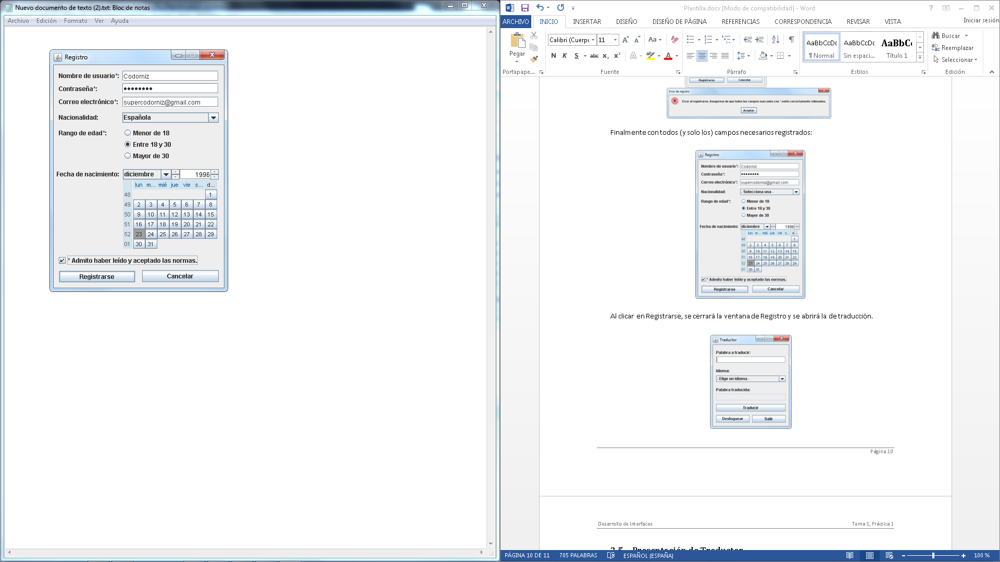 Nuevo documento de texto (2).txt: Bloc de notas
Archivo Edición Formato Ver Ayuda
Registro
Nombre de usuario*: Codorniz
Contraseña*: ••••••••
Correo electrónico*: supercodorniz@gmail.com
Nacionalidad: Española
Rango de edad*: Menor de 18
Entre 18 y 30
Mayor de 30
Fecha de nacimiento: diciembre 1996
lun m... mié jue vie s... d...
48 1
49 2 3 4 5 6 7 8
50 9 10 11 12 13 14 15
51 16 17 18 19 20 21 22
52 23 24 25 26 27 28 29
01 30 31
* Admito haber leído y aceptado las normas.
Registrarse Cancelar
Plantilla.docx [Modo de compatibilidad] - Word
ARCHIVO INICIO INSERTAR DISEÑO DISEÑO DE PÁGINA REFERENCIAS CORRESPONDENCIA REVISAR VISTA Iniciar sesión
Pegar
Calibri (Cuerpo 11
N K S abc x₂ x²
Portapape... Fuente Párrafo Estilos Edición
AaBbCcDc AaBbCcDc AaBbCc
¶ Normal Sin espaci... Título 1
Buscar
Reemplazar
Seleccionar
Registrarse Cancelar
Error de registro
Error al registrarse. Asegurese de que todos los campos marcados con * estén correctamente rellenados.
Aceptar
Finalmente con todos (y solo los) campos necesarios registrados:
Registro
Nombre de usuario*: Codorniz
Contraseña*: ••••••••
Correo electrónico*: supercodorniz@gmail.com
Nacionalidad: - Selecciona una -
Rango de edad*: Menor de 18
Entre 18 y 30
Mayor de 30
Fecha de nacimiento: diciembre 1996
lun m... mié jue vie s... d...
48 1
49 2 3 4 5 6 7 8
50 9 10 11 12 13 14 15
51 16 17 18 19 20 21 22
52 23 24 25 26 27 28 29
01 30 31
* Admito haber leído y aceptado las normas.
Registrarse Cancelar
Al clicar en Registrarse, se cerrará la ventana de Registro y se abrirá la de traducción.
Traductor
Palabra a traducir:
Idioma:
- Elige un idioma -
Palabra traducida:
Traducir
Desloguear Salir
Página 10
Desarrollo de Interfaces Tema 1, Práctica 1
Presentación de Traductor
PÁGINA 10 DE 11 705 PALABRAS ESPAÑOL (ESPAÑA) 100 %